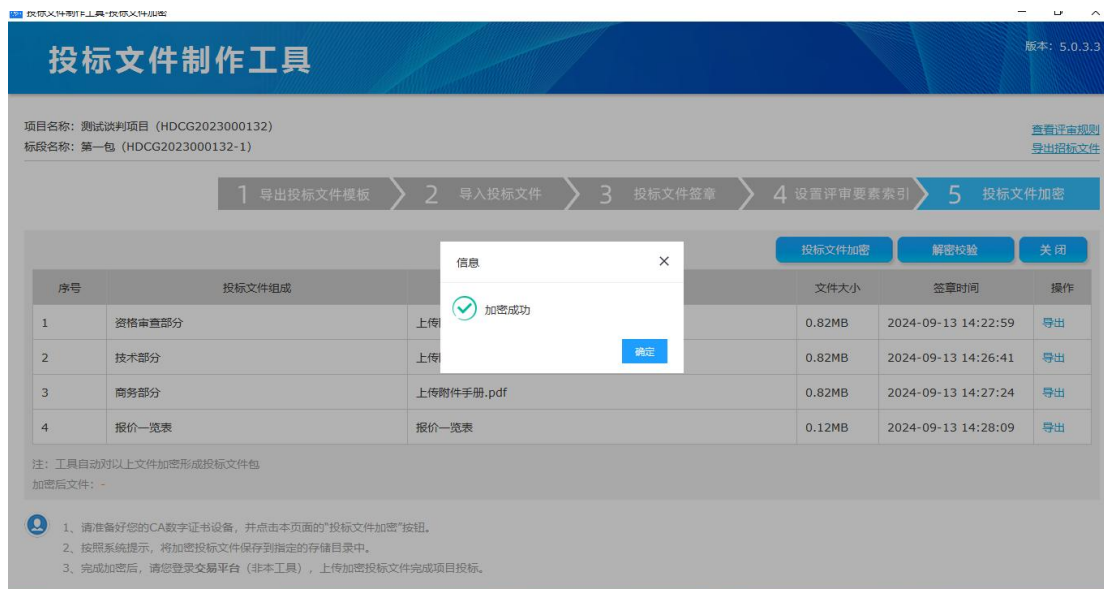 投标文件制作工具-投标文件加密
投标文件制作工具
版本：5.0.3.3
项目名称：测试谈判项目（HDCG2023000132）
标段名称：第一包（HDCG2023000132-1）
查看评审规则
导出招标文件
1 导出投标文件模板 2 导入投标文件 3 投标文件签章 4 设置评审要素索引 5 投标文件加密
投标文件加密 解密校验 关 闭
信息
加密成功
确定
序号 投标文件组成 文件大小 签章时间 操作
1 资格审查部分 上传 0.82MB 2024-09-13 14:22:59 导出
2 技术部分 上传 0.82MB 2024-09-13 14:26:41 导出
3 商务部分 上传附件手册.pdf 0.82MB 2024-09-13 14:27:24 导出
4 报价一览表 报价一览表 0.12MB 2024-09-13 14:28:09 导出
注：工具自动对以上文件加密形成投标文件包
加密后文件：-
1、请准备好您的CA数字证书设备，并点击本页面的"投标文件加密"按钮。
2、按照系统提示，将加密投标文件保存到指定的存储目录中。
3、完成加密后，请您登录交易平台（非本工具），上传加密投标文件完成项目投标。